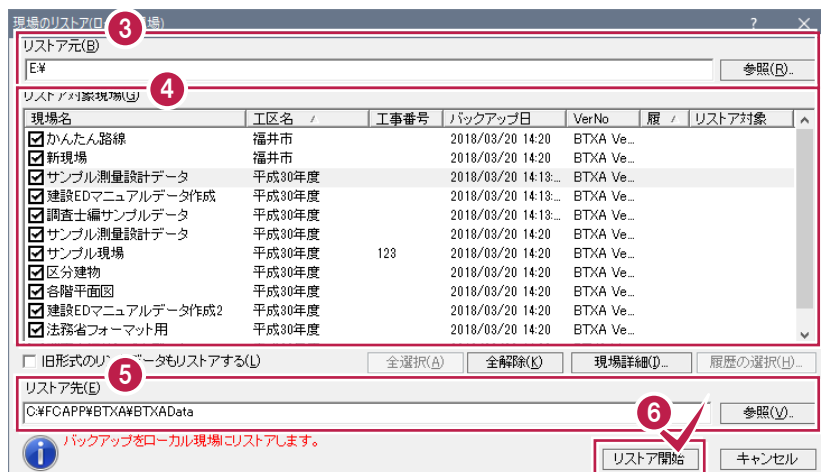 現場のリストア(ロ 場) ? ×
3
リストア元(B)
E:¥ 参照(R)..
4
リストア対象現場(G)
現場名 工区名 / 工事番号 バックアップ日 VerNo 履 / リストア対象
かんたん路線 福井市 2018/03/20 14:20 BTXA Ve...
新現場 福井市 2018/03/20 14:20 BTXA Ve...
サンプル測量設計データ 平成30年度 2018/03/20 14:13:... BTXA Ve...
建設EDマニュアルデータ作成 平成30年度 2018/03/20 14:13:... BTXA Ve...
調査士編サンプルデータ 平成30年度 2018/03/20 14:13:... BTXA Ve...
サンプル測量設計データ 平成30年度 2018/03/20 14:20 BTXA Ve...
サンプル現場 平成30年度 123 2018/03/20 14:20 BTXA Ve...
区分建物 平成30年度 2018/03/20 14:20 BTXA Ve...
各階平面図 平成30年度 2018/03/20 14:20 BTXA Ve...
建設EDマニュアルデータ作成2 平成30年度 2018/03/20 14:20 BTXA Ve...
法務省フォーマット用 平成30年度 2018/03/20 14:20 BTXA Ve...
旧形式のリン データもリストアする(L) 全選択(A) 全解除(K) 現場詳細(I)... 履歴の選択(H)...
5
リストア先(E)
C:¥FCAPP¥BTXA¥BTXAData 参照(V)..
6
バックアップをローカル現場にリストアします。
リストア開始 キャンセル